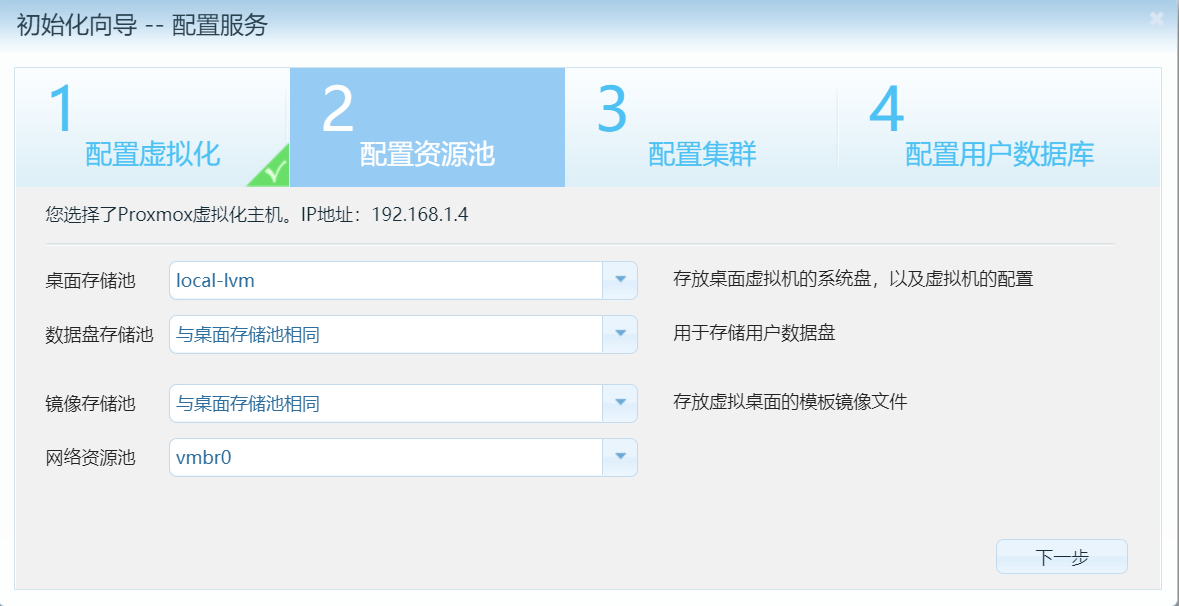 初始化向导 -- 配置服务
1
配置虚拟化
2
配置资源池
3
配置集群
4
配置用户数据库
您选择了Proxmox虚拟化主机。IP地址：192.168.1.4
桌面存储池 local-lvm 存放桌面虚拟机的系统盘，以及虚拟机的配置
数据盘存储池 与桌面存储池相同 用于存储用户数据盘
镜像存储池 与桌面存储池相同 存放虚拟桌面的模板镜像文件
网络资源池 vmbr0
下一步